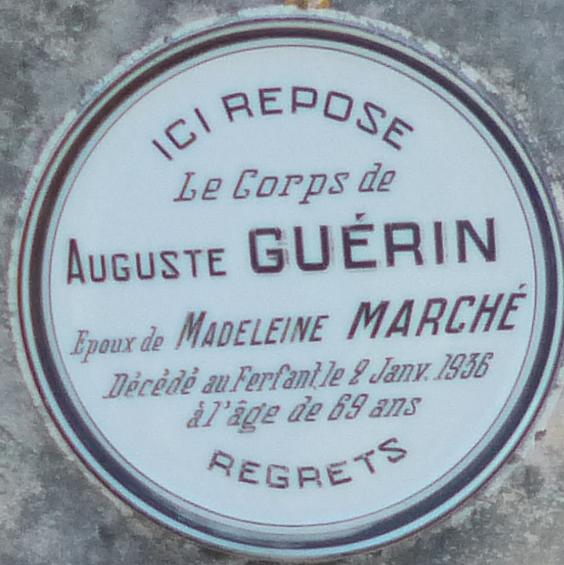 ICI REPOSE
Le Corps de
AUGUSTE GUÉRIN
Epoux de MADELEINE MARCHÉ
Décédé au Ferfant, le 2 Janv. 1936
à l'âge de 69 ans
REGRETS